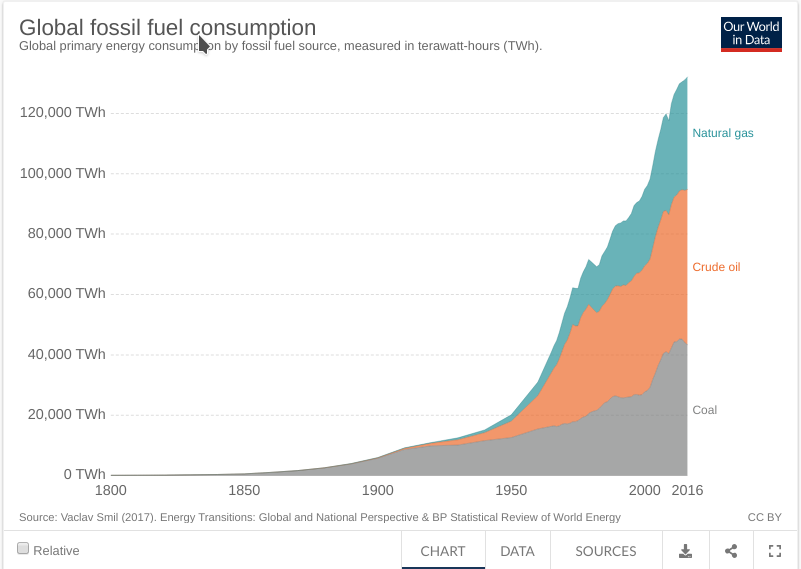 Global fossil fuel consumption
Our World
in Data
Global primary energy consumption by fossil fuel source, measured in terawatt-hours (TWh).
120,000 TWh
Natural gas
100,000 TWh
80,000 TWh
Crude oil
60,000 TWh
40,000 TWh
20,000 TWh
Coal
0 TWh
1800 1850 1900 1950 2000 2016
Source: Vaclav Smil (2017). Energy Transitions: Global and National Perspective & BP Statistical Review of World Energy CC BY
Relative CHART DATA SOURCES